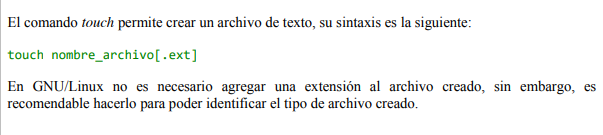 El comando touch permite crear un archivo de texto, su sintaxis es la siguiente:
touch nombre_archivo[.ext]
En GNU/Linux no es necesario agregar una extensión al archivo creado, sin embargo, es
recomendable hacerlo para poder identificar el tipo de archivo creado.